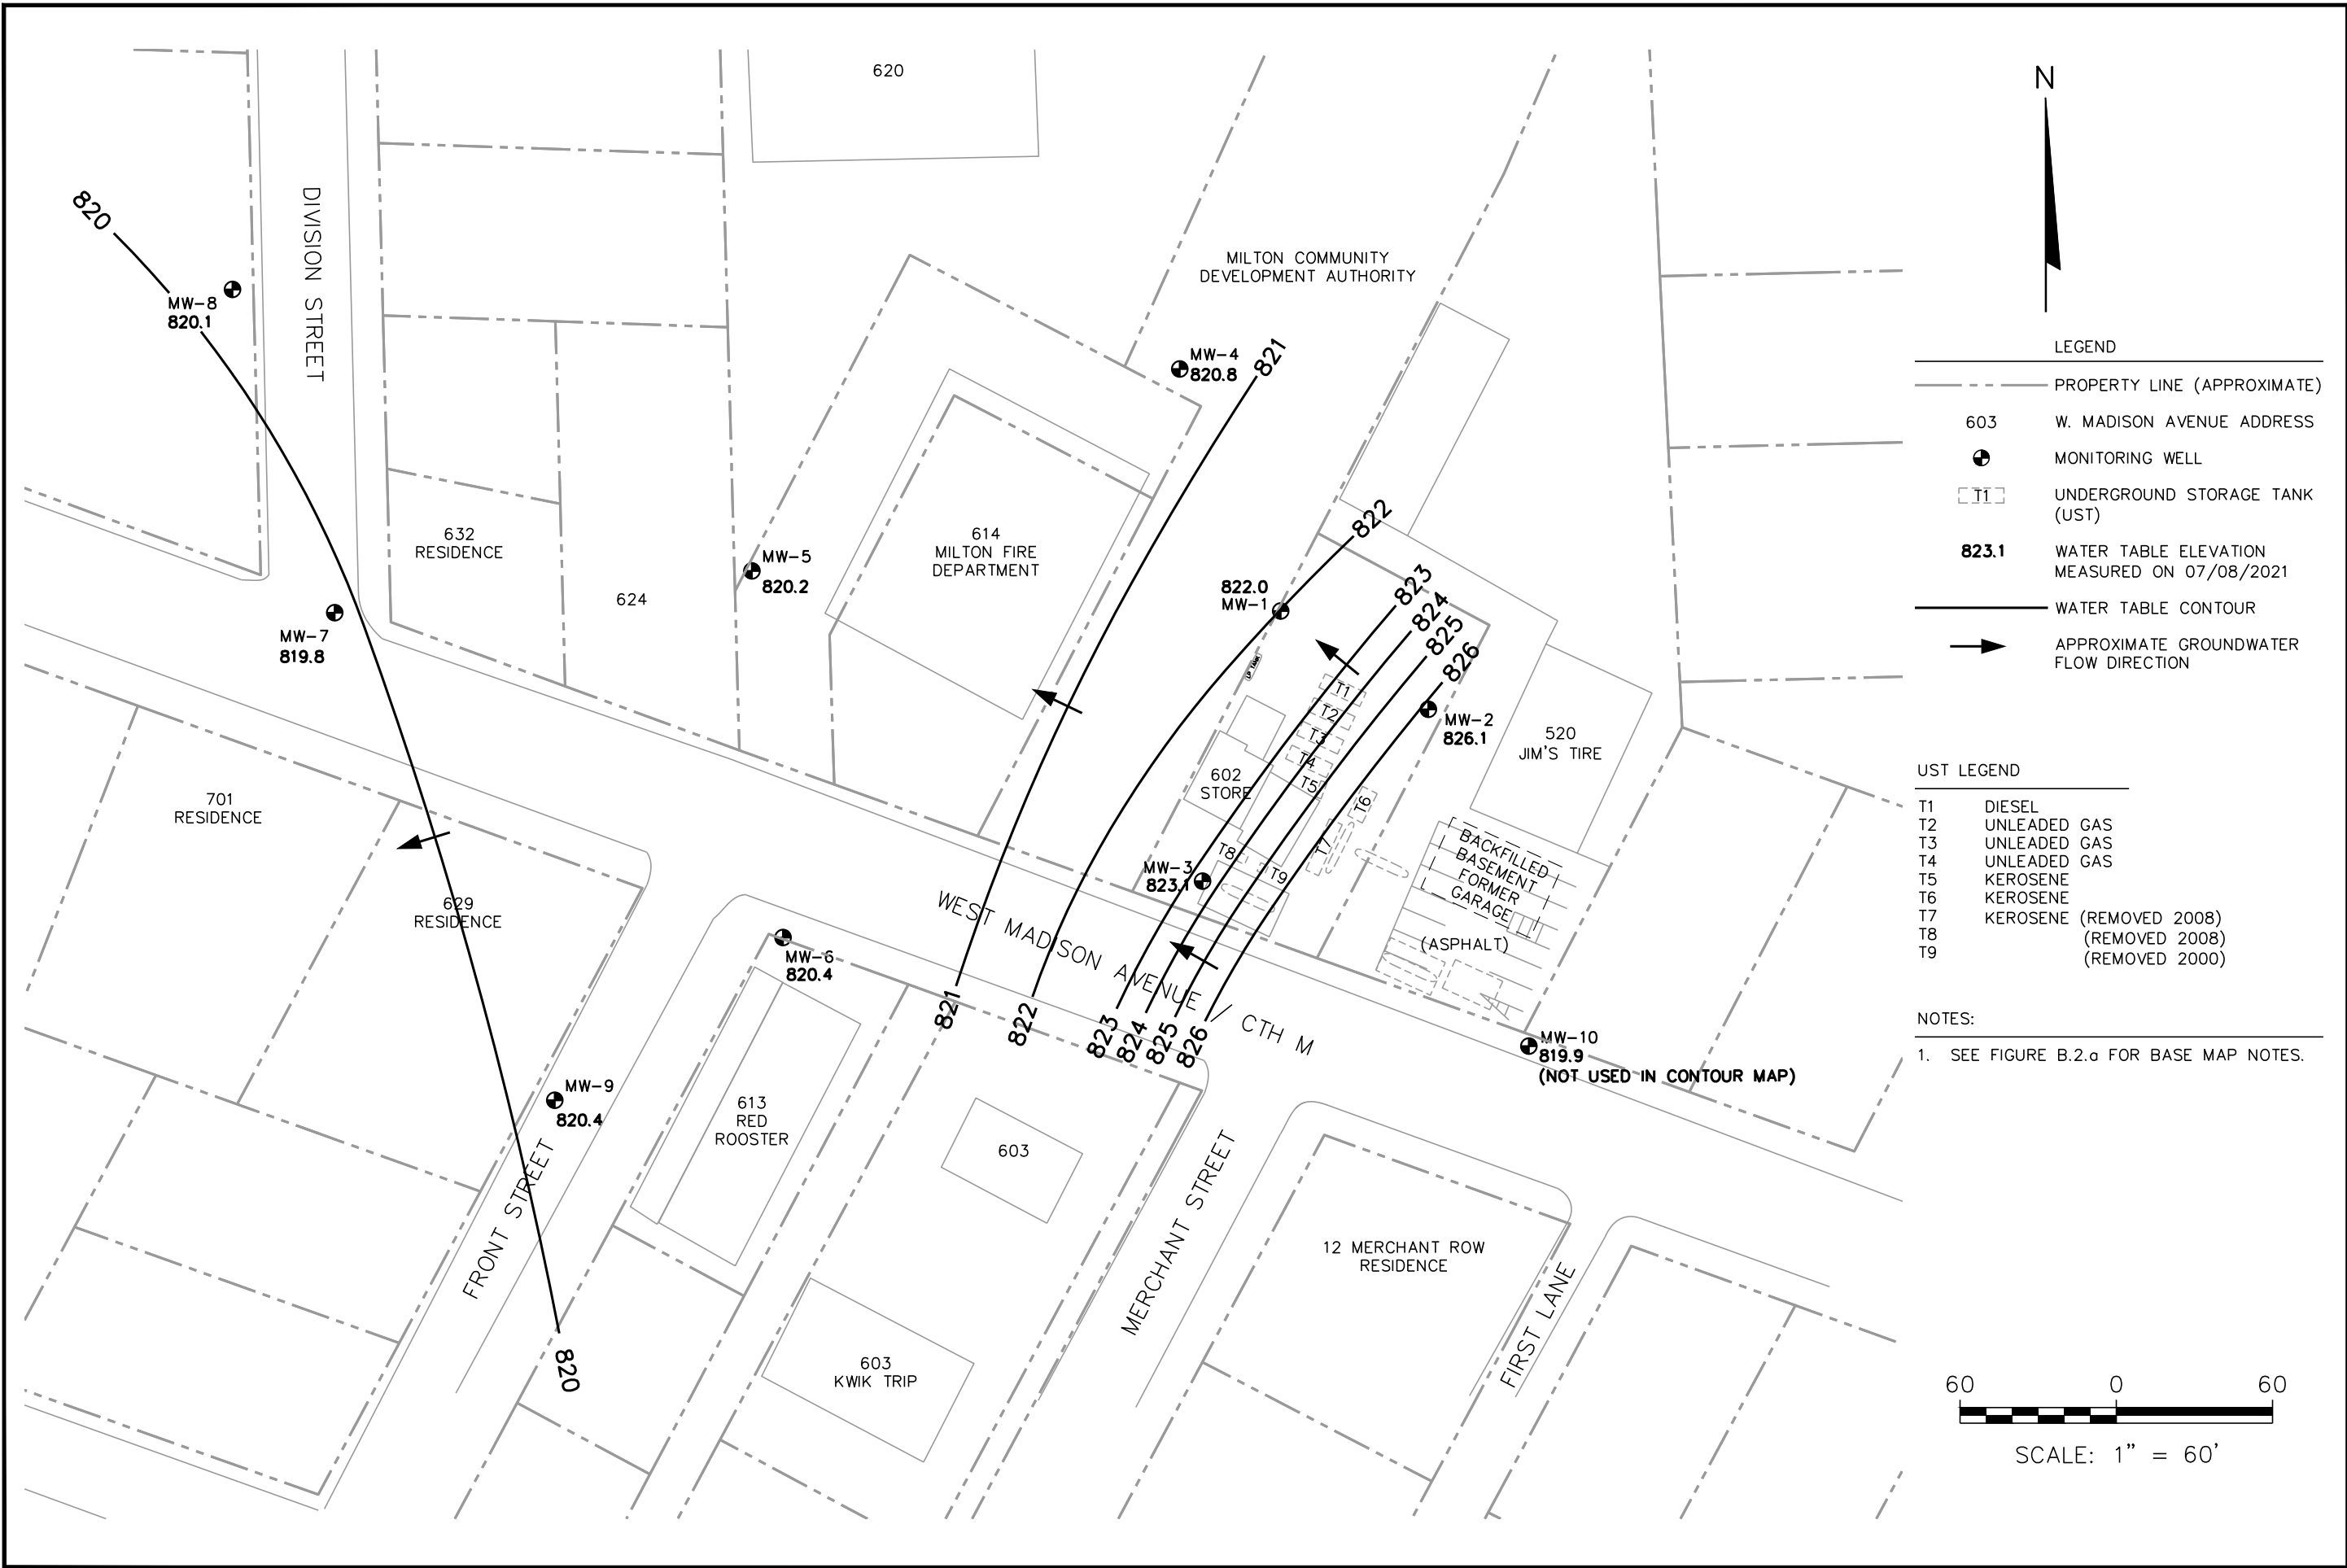 620
N
820
DIVISION STREET
MW-8
820.1
MILTON COMMUNITY
DEVELOPMENT AUTHORITY
MW-4
820.8
821
632
RESIDENCE
624
MW-5
820.2
614
MILTON FIRE
DEPARTMENT
822
823
824
825
826
822.0
MW-1
LP TANK
MW-7
819.8
T1
T2
T3
T4
T5
T6
T7
T8
T9
MW-2
826.1
520
JIM'S TIRE
602
STORE
701
RESIDENCE
629
RESIDENCE
MW-3
823.1
BACKFILLED
BASEMENT
FORMER
GARAGE
(ASPHALT)
WEST MADISON AVENUE / CTH M
MW-6
820.4
821
822
823
824
825
826
MW-10
819.9
(NOT USED IN CONTOUR MAP)
MW-9
820.4
613
RED
ROOSTER
603
FRONT STREET
MERCHANT STREET
12 MERCHANT ROW
RESIDENCE
FIRST LANE
820
603
KWIK TRIP
LEGEND
PROPERTY LINE (APPROXIMATE)
603 W. MADISON AVENUE ADDRESS
MONITORING WELL
T1 UNDERGROUND STORAGE TANK
(UST)
823.1 WATER TABLE ELEVATION
MEASURED ON 07/08/2021
WATER TABLE CONTOUR
APPROXIMATE GROUNDWATER
FLOW DIRECTION
UST LEGEND
T1 DIESEL
T2 UNLEADED GAS
T3 UNLEADED GAS
T4 UNLEADED GAS
T5 KEROSENE
T6 KEROSENE
T7 KEROSENE (REMOVED 2008)
T8 (REMOVED 2008)
T9 (REMOVED 2000)
NOTES:
1. SEE FIGURE B.2.a FOR BASE MAP NOTES.
60 0 60
SCALE: 1" = 60'